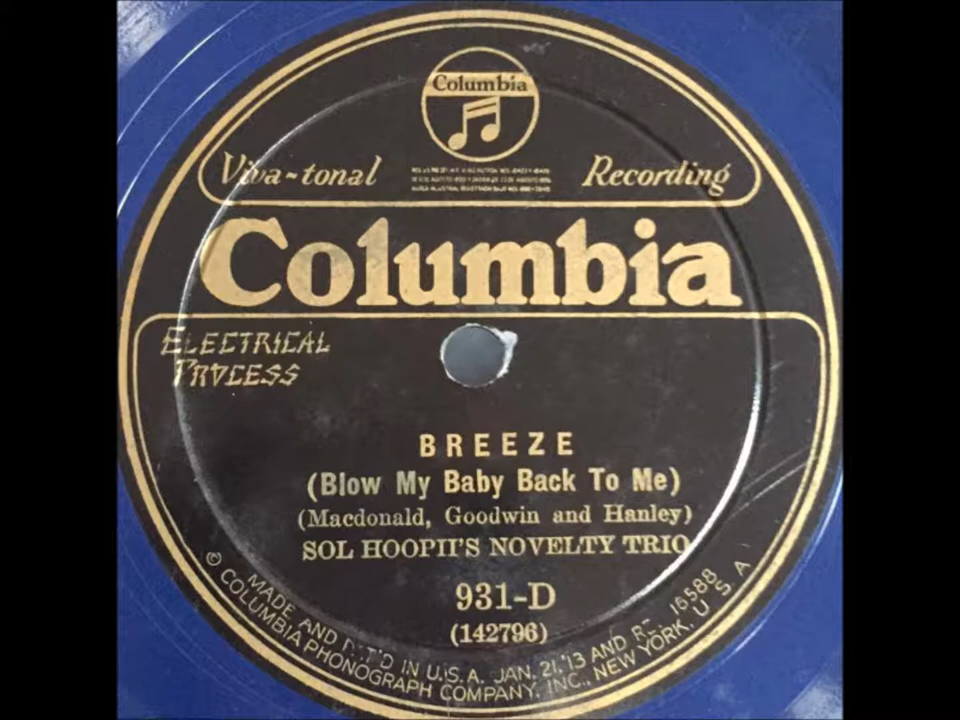 Columbia
Viva-tonal Recording
Columbia
ELECTRICAL
PROCESS
BREEZE
(Blow My Baby Back To Me)
(Macdonald, Goodwin and Hanley)
SOL HOOPII'S NOVELTY TRIO
931-D
(142796)
MADE AND PAT'D IN U.S.A. JAN. 21,'13 AND RE. 16588
© COLUMBIA PHONOGRAPH COMPANY, INC., NEW YORK, U S. A